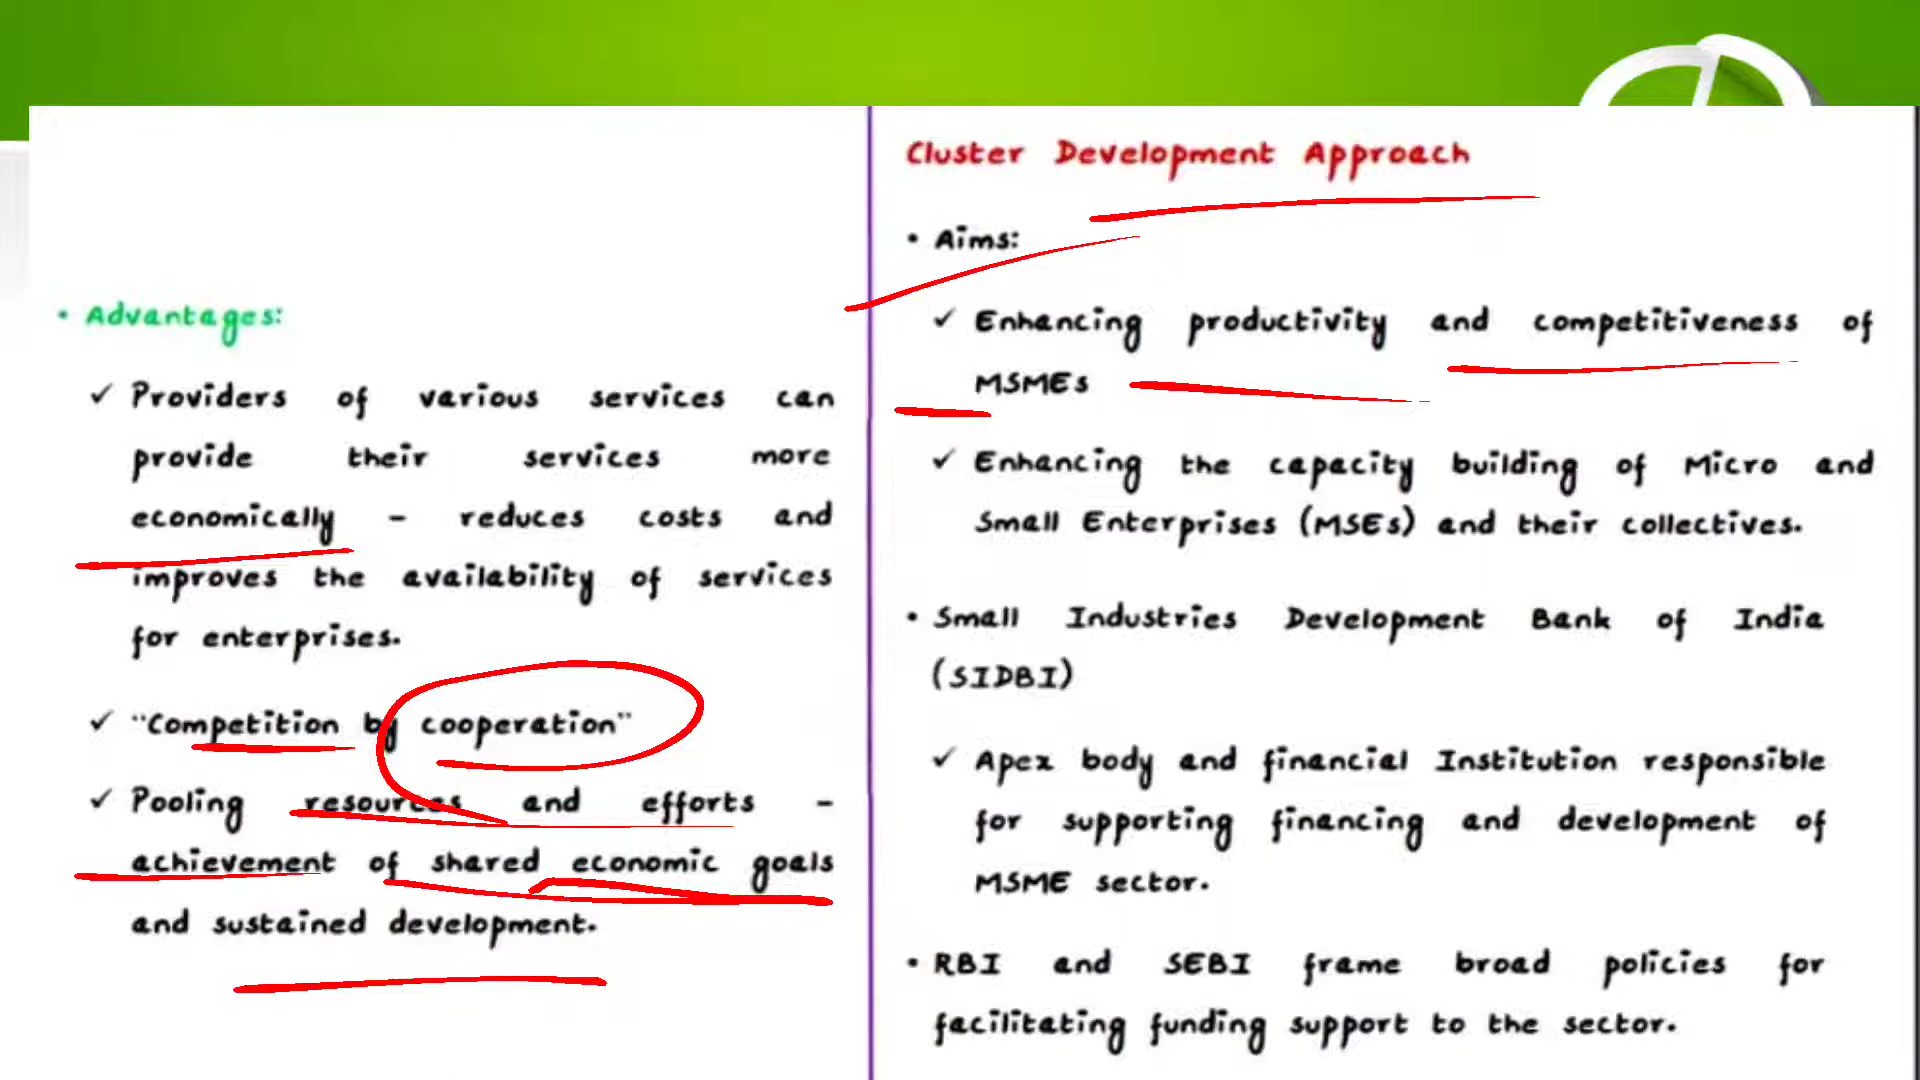 • Advantages:
✓ Providers of various services can
provide their services more
economically – reduces costs and
improves the availability of services
for enterprises.
✓ "Competition by cooperation"
✓ Pooling resources and efforts –
achievement of shared economic goals
and sustained development.
Cluster Development Approach
• Aims:
✓ Enhancing productivity and competitiveness of
MSMEs
✓ Enhancing the capacity building of Micro and
Small Enterprises (MSEs) and their collectives.
• Small Industries Development Bank of India
(SIDBI)
✓ Apex body and financial Institution responsible
for supporting financing and development of
MSME sector.
• RBI and SEBI frame broad policies for
facilitating funding support to the sector.